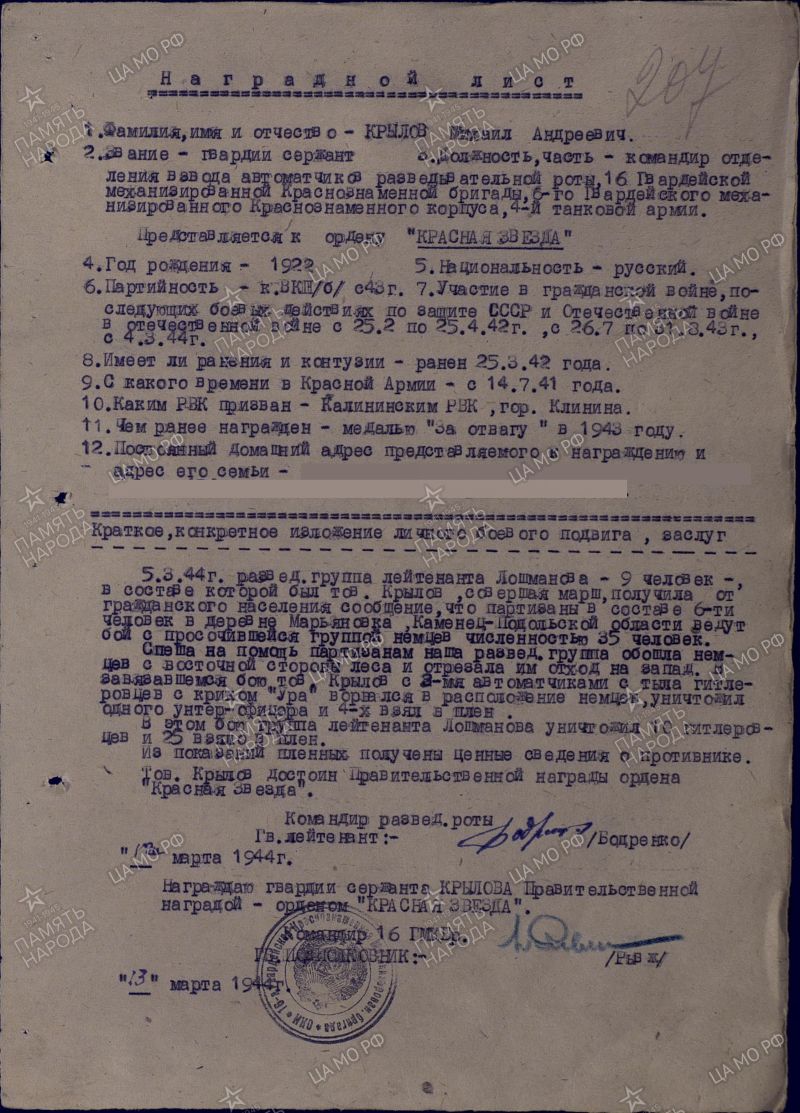 207
Наградной лист
1.Фамилия,имя и отчество - КРЫЛОВ Михаил Андреевич.
2.Звание - гвардии сержант 3.Должность,часть - командир отде-
ления взвода автоматчиков разведывательной роты,16 Гвардейской
механизированной Краснознаменной бригады,6-го Гвардейского меха-
низированного Краснознаменного корпуса,4-й танковой армии.
Представляется к ордену "КРАСНАЯ ЗВЕЗДА"
4.Год рождения - 1922 5.Национальность - русский.
6.Партийность - к.ВКП/б/ с43г. 7.Участие в гражданской войне,по-
следующих боевых действиях по защите СССР и Отечественной войне
в отечественной войне с 25.2 по 25.4.42г. ,с 26.7 по 31.8.43г.,
с 4.3.44г.
8.Имеет ли ранения и контузии - ранен 25.3.42 года.
9.С какого времени в Красной Армии - с 14.7.41 года.
10.Каким РВК призван - Калининским РВК ,гор. Клинина.
11.Чем ранее награжден - медалью "За отвагу " в 1943 году.
12.Постоянный домашний адрес представляемого к награждению и
адрес его семьи -
Краткое,конкретное изложение личного боевого подвига , заслуг
5.3.44г. развед.группа лейтенанта Лошманова - 9 человек -,
в составе которой был тов. Крылов ,совершая марш,получила от
гражданского населения сообщение,что партизаны в составе 6-ти
человек в деревне Марьяновка ,Каменец-Подольской области ведут
бой с просочившейся группой немцев численностью 35 человек.
Спеша на помощь партизанам наша развед.группа обошла нем-
цев с восточной стороны леса и отрезала им отход на запад. В
завязавшемся бою тов Крылов с 3-мя автоматчиками с тыла гитле-
ровцев с криком "Ура" ворвался в расположение немцев,уничтожил
одного унтер-офицора и 4-х взял в плен .
В этом бою группа лейтенанта Лошманова уничтожил 10 гитлеров-
цев и 25 взято в плен.
Из показаний пленных получены ценные сведения о противнике.
Тов. Крылов достоин Правительственной награды ордена
"Красная Звезда".
Командир развед.роты
Гв.лейтенант:- /Бодренко/
" " марта 1944г.
Награждаю гвардии сержанта КРЫЛОВА Правительственной
наградой - орденом "КРАСНАЯ ЗВЕЗДА".
Командир 16 ГМКБр.
ГВ.ПОДПОЛКОВНИК:- /Рывж/
"13" марта 1944г.
ПАМЯТЬ НАРОДА
1941-1945
ЦА МО РФ